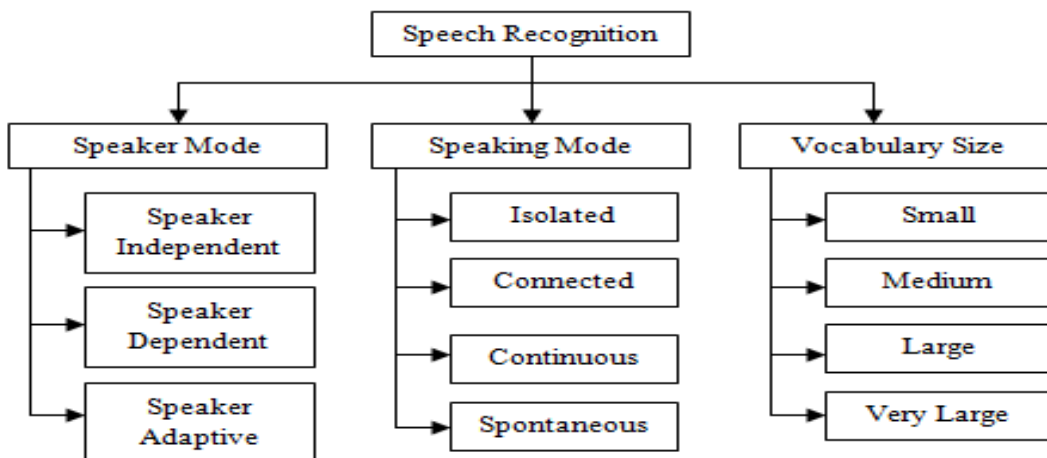 Speech Recognition
Speaker Mode
Speaker
Independent
Speaker
Dependent
Speaker
Adaptive
Speaking Mode
Isolated
Connected
Continuous
Spontaneous
Vocabulary Size
Small
Medium
Large
Very Large